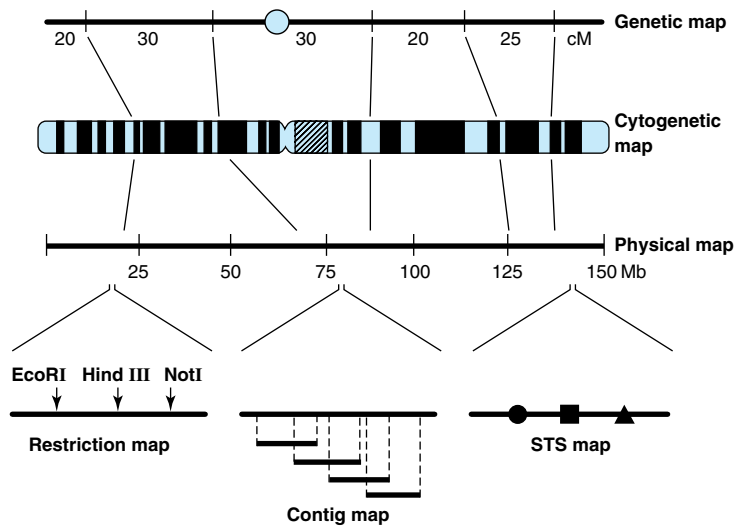 Genetic map
20 30 30 20 25 cM
Cytogenetic
map
Physical map
25 50 75 100 125 150 Mb
EcoRI Hind III NotI
Restriction map
STS map
Contig map